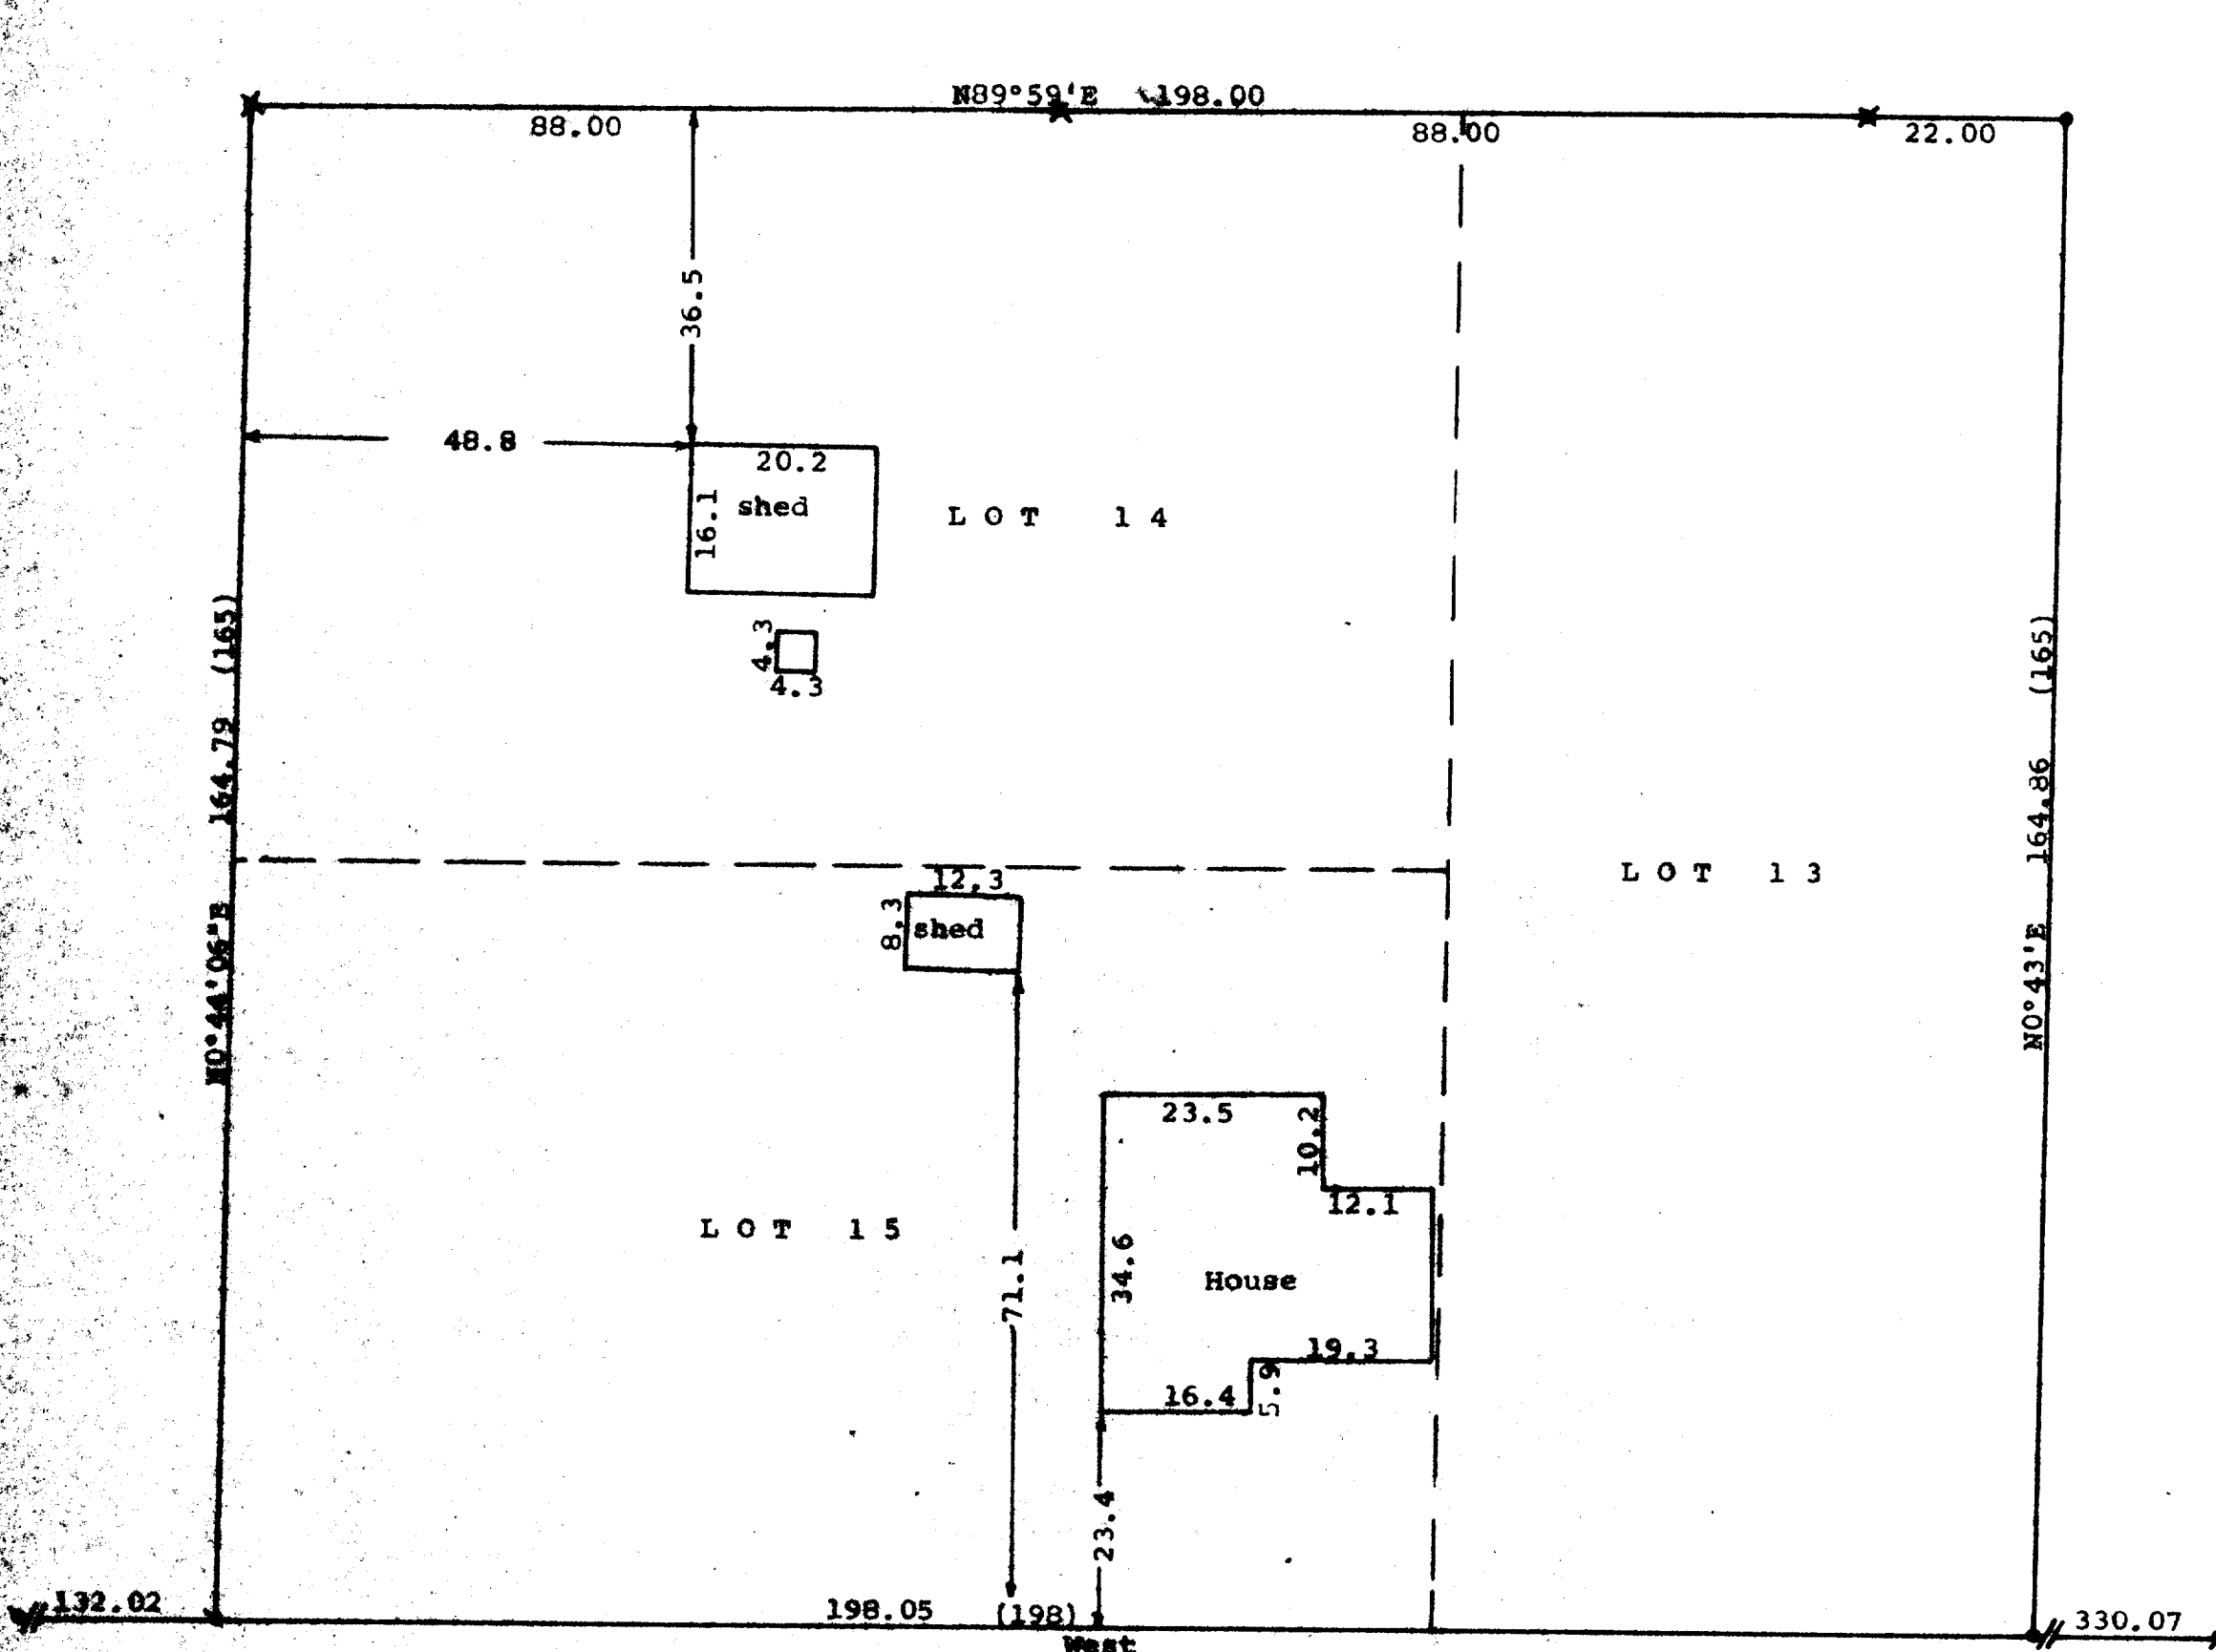 N89°59'E 198.00
88.00
88.00
22.00
36.5
48.8
20.2
16.1
shed
LOT 14
4.3
4.3
N0°44'06"E 164.79 (165)
N0°43'E 164.86 (165)
LOT 13
12.3
8.3
shed
23.5
10.2
12.1
LOT 15
71.1
34.6
House
19.3
16.4
5.9
23.4
132.02
198.05 (198)
330.07
West